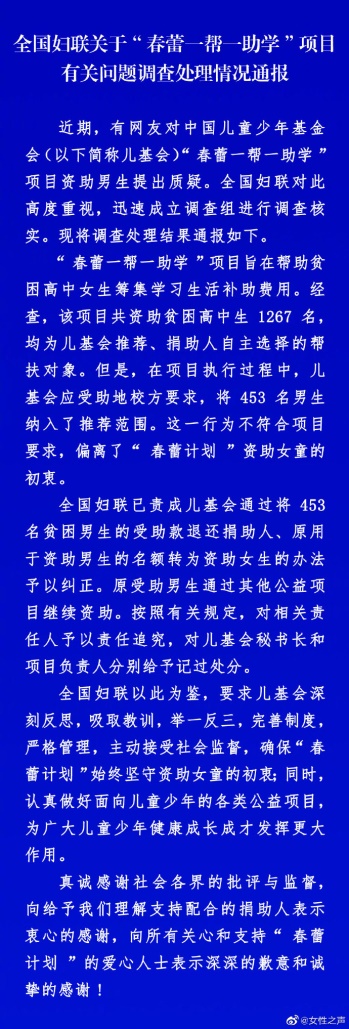 全国妇联关于“春蕾一帮一助学”项目
有关问题调查处理情况通报
近期，有网友对中国儿童少年基金
会（以下简称儿基会）“春蕾一帮一助学”
项目资助男生提出质疑。全国妇联对此
高度重视，迅速成立调查组进行调查核
实。现将调查处理结果通报如下。
“春蕾一帮一助学”项目旨在帮助贫
困高中女生筹集学习生活补助费用。经
查，该项目共资助贫困高中生 1267 名，
均为儿基会推荐、捐助人自主选择的帮
扶对象。但是，在项目执行过程中，儿
基会应受助地校方要求，将 453 名男生
纳入了推荐范围。这一行为不符合项目
要求，偏离了“春蕾计划”资助女童的
初衷。
全国妇联已责成儿基会通过将 453
名贫困男生的受助款退还捐助人、原用
于资助男生的名额转为资助女生的办法
予以纠正。原受助男生通过其他公益项
目继续资助。按照有关规定，对相关责
任人予以责任追究，对儿基会秘书长和
项目负责人分别给予记过处分。
全国妇联以此为鉴，要求儿基会深
刻反思，吸取教训，举一反三，完善制度，
严格管理，主动接受社会监督，确保“春
蕾计划”始终坚守资助女童的初衷；同时，
认真做好面向儿童少年的各类公益项目，
为广大儿童少年健康成长成才发挥更大
作用。
真诚感谢社会各界的批评与监督，
向给予我们理解支持配合的捐助人表示
衷心的感谢，向所有关心和支持“春蕾
计划”的爱心人士表示深深的歉意和诚
挚的感谢！
@女性之声